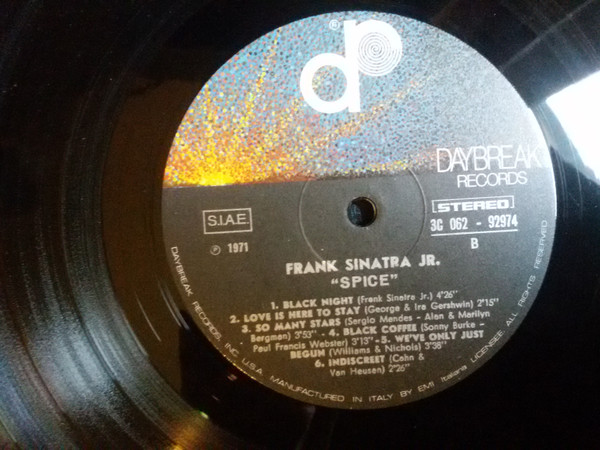 ® dp
DAYBREAK
RECORDS
STEREO
S.I.A.E.
3C 062 - 92974
℗ 1971
B
FRANK SINATRA JR.
"SPICE"
1. BLACK NIGHT (Frank Sinatra Jr.) 4'26''
2. LOVE IS HERE TO STAY (George & Ira Gershwin) 2'15''
3. SO MANY STARS (Sergio Mendes - Alan & Marilyn
Bergman) 3'53'' - 4. BLACK COFFEE (Sonny Burke -
Paul Francis Webster) 3'13'' - 5. WE'VE ONLY JUST
BEGUN (Williams & Nichols) 3'38''
6. INDISCREET (Cahn &
Van Heusen) 2'26''
DAYBREAK RECORDS, INC. U.S.A. MANUFACTURED IN ITALY BY EMI Italiana LICENSEE. ALL RIGHTS RESERVED